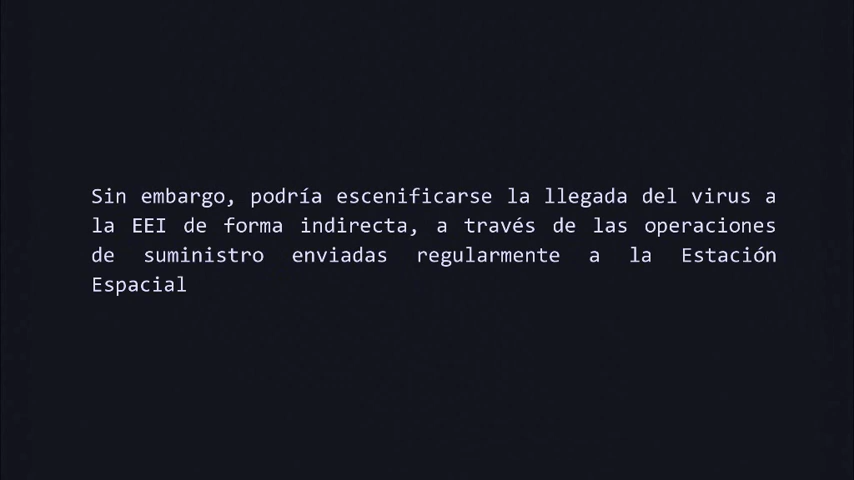 Sin embargo, podría escenificarse la llegada del virus a
la EEI de forma indirecta, a través de las operaciones
de suministro enviadas regularmente a la Estación
Espacial